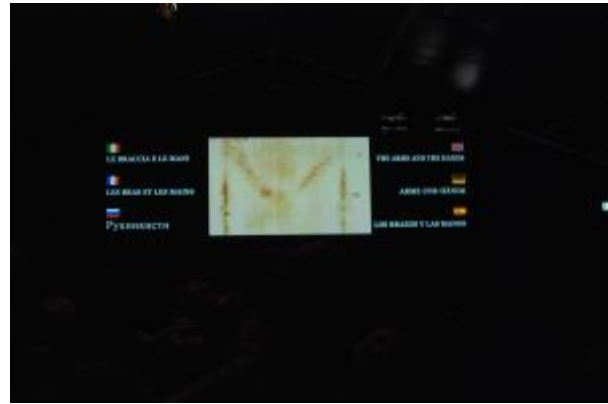 LE BRACCIA E LE MANI
LES BRAS ET LES MAINS
THE ARMS AND THE HANDS
ARME UND HÄNDE
LOS BRAZOS Y LAS MANOS